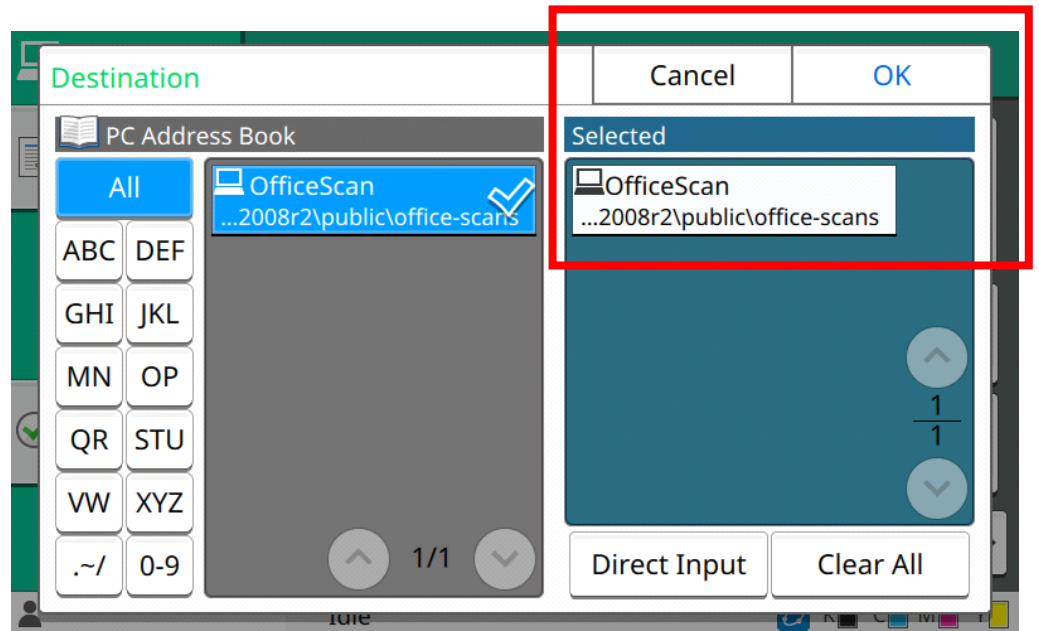 Destination
Cancel
OK
PC Address Book
Selected
All
OfficeScan
...2008r2\public\office-scans
OfficeScan
...2008r2\public\office-scans
ABC
DEF
GHI
JKL
MN
OP
QR
STU
VW
XYZ
.~/
0-9
1/1
1
1
Direct Input
Clear All
Idle
K
C
M
Y